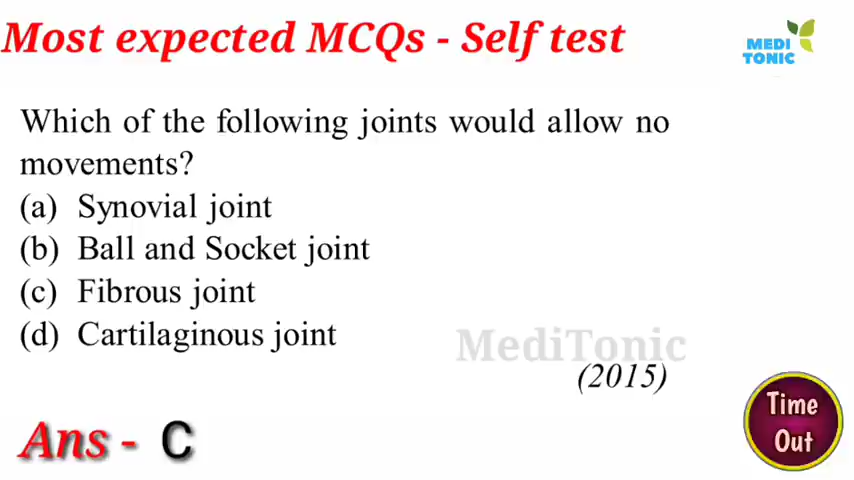 Most expected MCQs - Self test
MEDI
TONIC
Which of the following joints would allow no
movements?
(a) Synovial joint
(b) Ball and Socket joint
(c) Fibrous joint
(d) Cartilaginous joint
MediTonic
(2015)
Time
Out
Ans - C